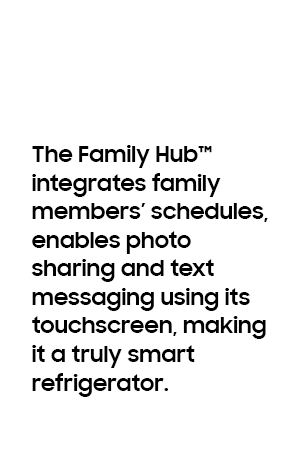 The Family Hub™
integrates family
members’ schedules,
enables photo
sharing and text
messaging using its
touchscreen, making
it a truly smart
refrigerator.